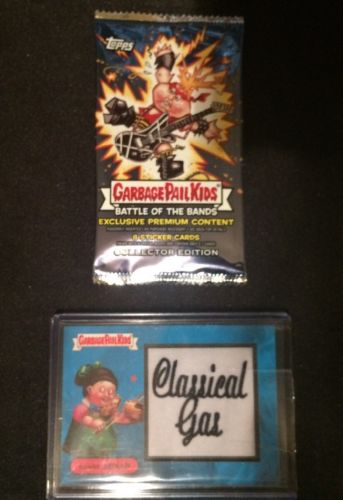 Topps
GARBAGE PAIL KIDS
BATTLE OF THE BANDS
EXCLUSIVE PREMIUM CONTENT
8 STICKER CARDS
COLLECTOR EDITION
GARBAGE PAIL KIDS
Classical
Gas